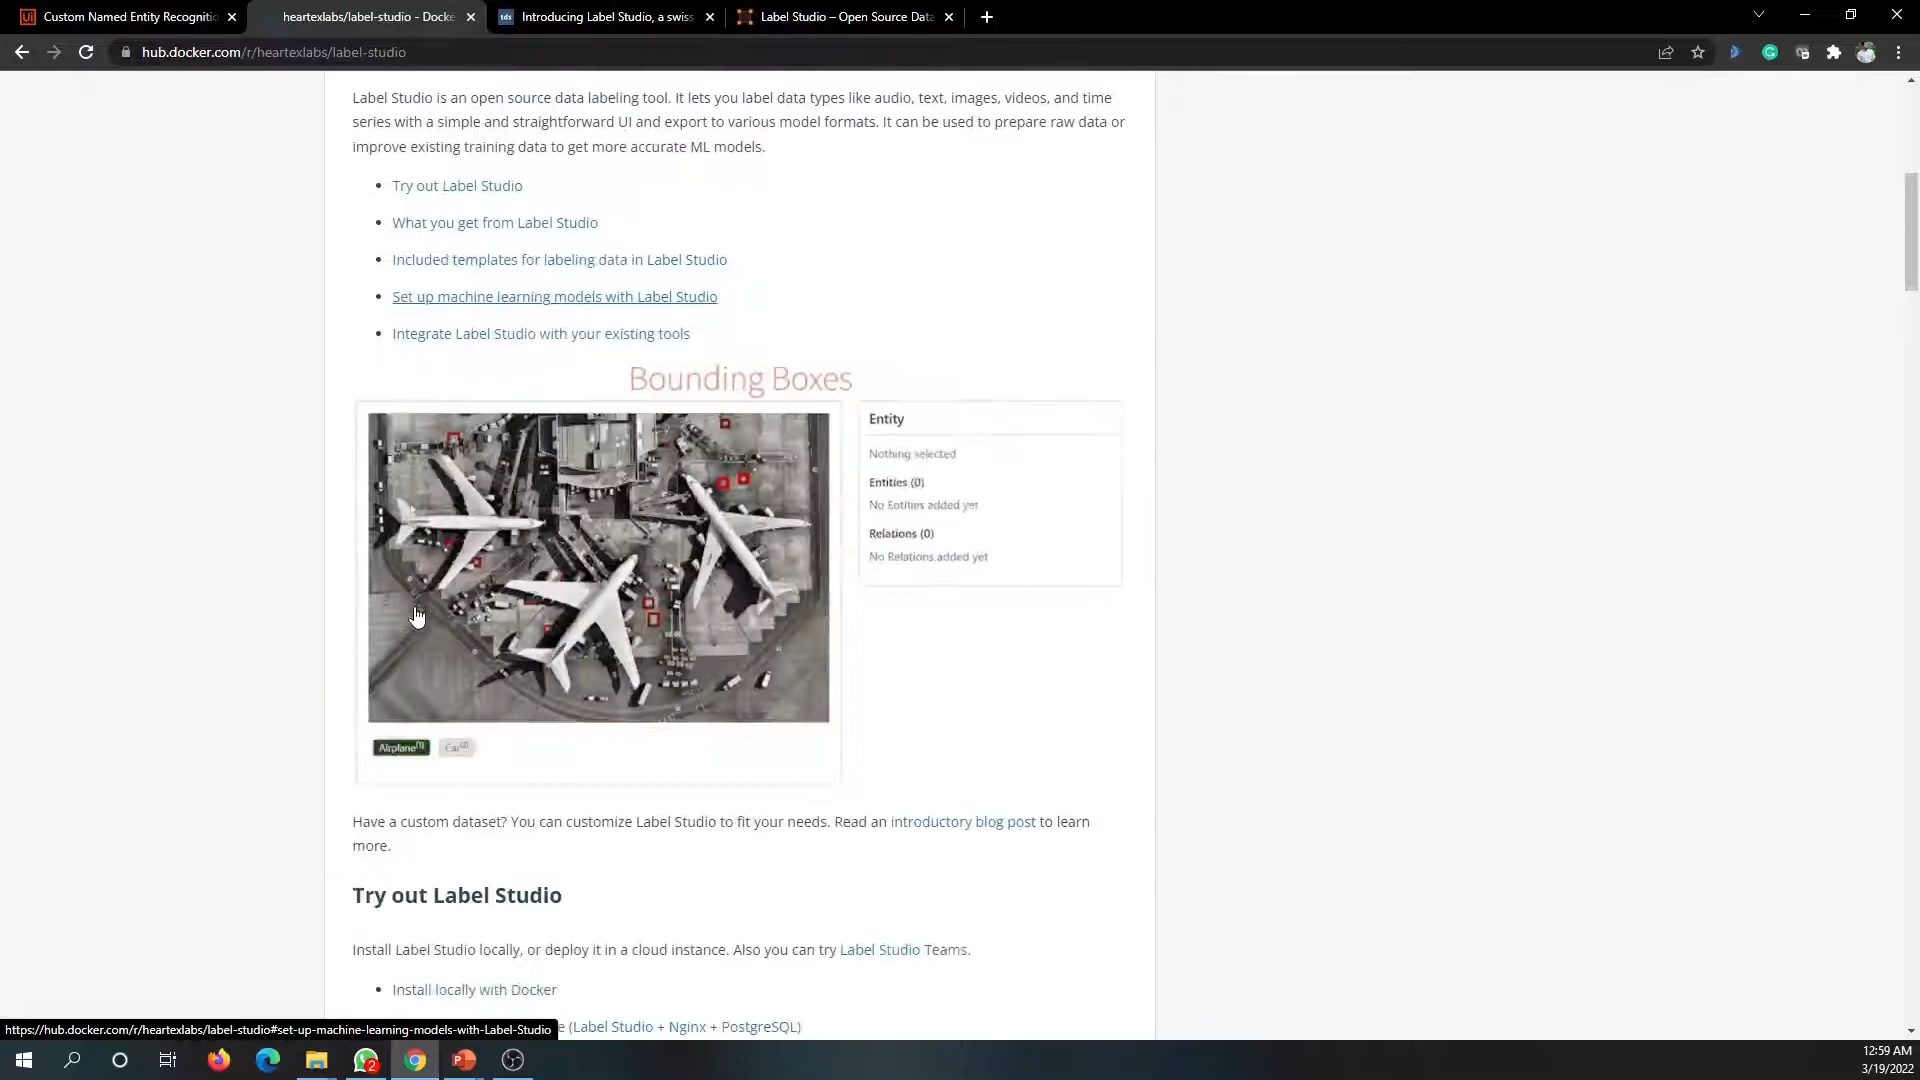 Custom Named Entity Recognitio
heartexlabs/label-studio - Docke
tds
Introducing Label Studio, a swiss
Label Studio – Open Source Data
hub.docker.com/r/heartexlabs/label-studio
Label Studio is an open source data labeling tool. It lets you label data types like audio, text, images, videos, and time
series with a simple and straightforward UI and export to various model formats. It can be used to prepare raw data or
improve existing training data to get more accurate ML models.
Try out Label Studio
What you get from Label Studio
Included templates for labeling data in Label Studio
Set up machine learning models with Label Studio
Integrate Label Studio with your existing tools
Bounding Boxes
Entity
Nothing selected
Entities (0)
No Entities added yet
Relations (0)
No Relations added yet
Airplane
Car
Have a custom dataset? You can customize Label Studio to fit your needs. Read an introductory blog post to learn
more.
Try out Label Studio
Install Label Studio locally, or deploy it in a cloud instance. Also you can try Label Studio Teams.
Install locally with Docker
(Label Studio + Nginx + PostgreSQL)
https://hub.docker.com/r/heartexlabs/label-studio#set-up-machine-learning-models-with-Label-Studio
2
12:59 AM
3/19/2022